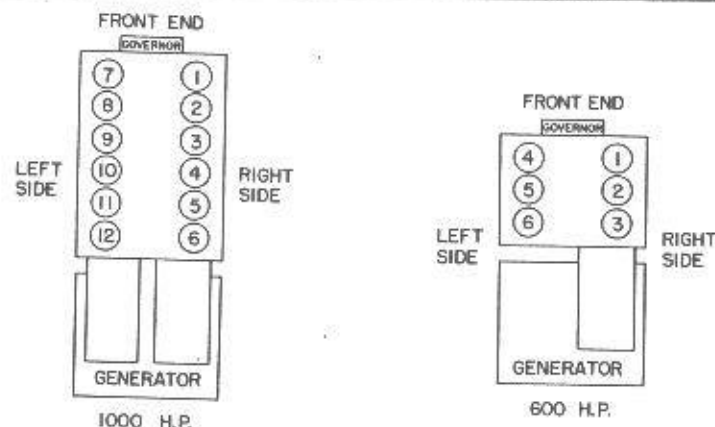 FRONT END
GOVERNOR
7 1
8 2
9 3
10 4
11 5
12 6
LEFT SIDE
RIGHT SIDE
GENERATOR
1000 H.P.
FRONT END
GOVERNOR
4 1
5 2
6 3
LEFT SIDE
RIGHT SIDE
GENERATOR
600 H.P.